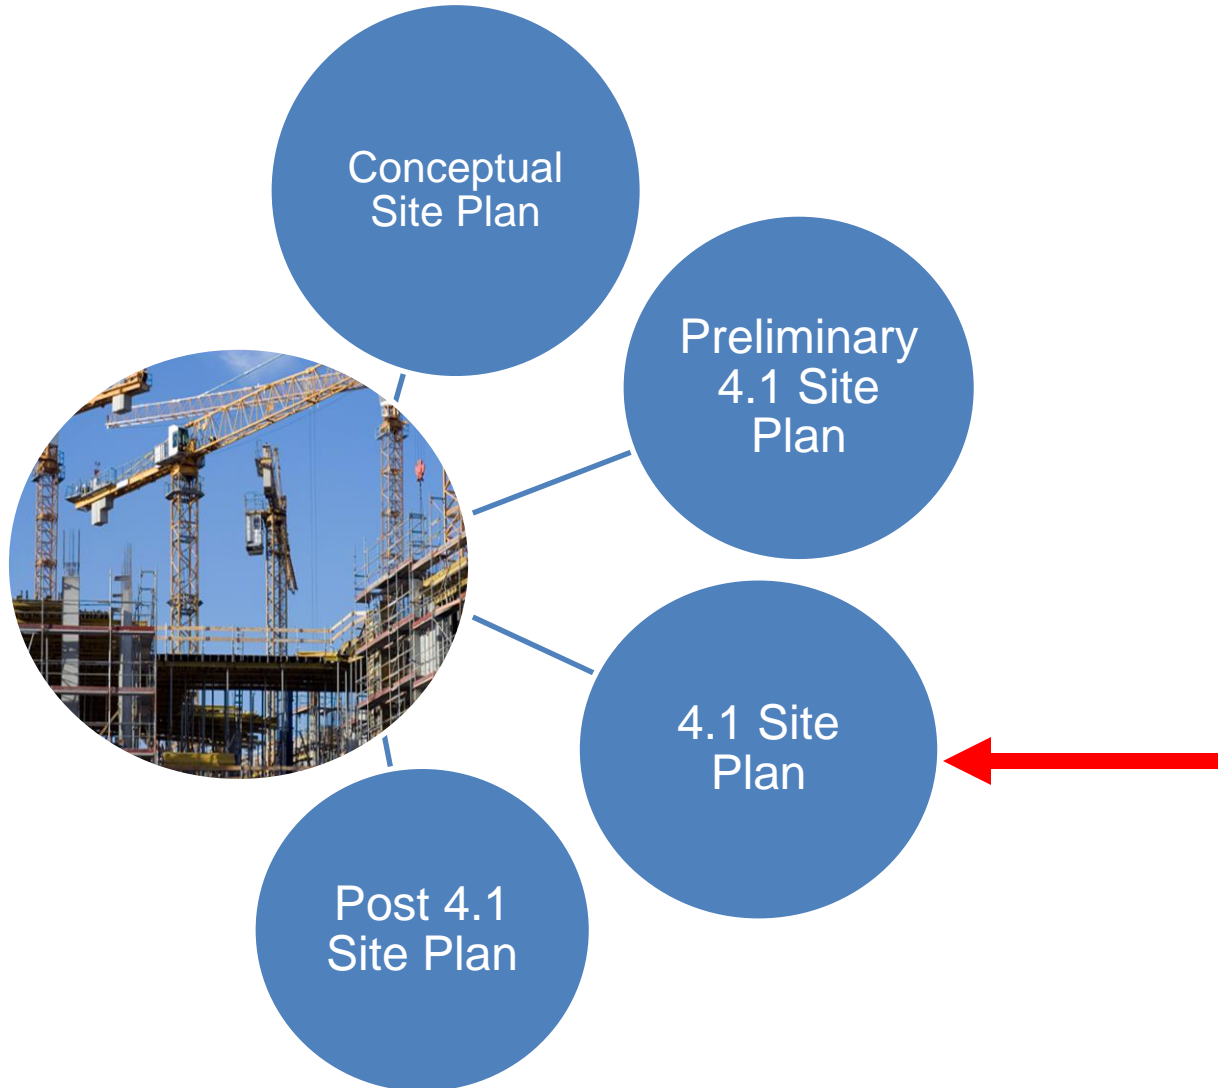 Conceptual
Site Plan
Preliminary
4.1 Site
Plan
4.1 Site
Plan
Post 4.1
Site Plan